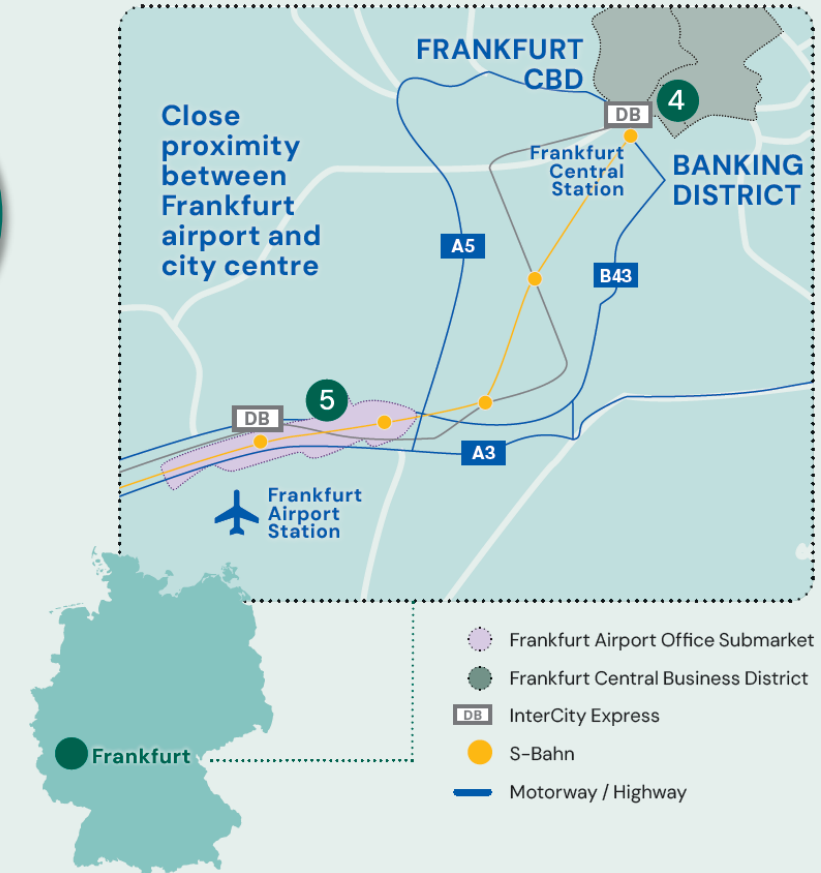 FRANKFURT
CBD
DB
4
Close
proximity
between
Frankfurt
airport and
city centre
Frankfurt
Central
Station
BANKING
DISTRICT
A5
B43
5
DB
A3
Frankfurt
Airport
Station
Frankfurt Airport Office Submarket
Frankfurt Central Business District
DB InterCity Express
S-Bahn
Motorway / Highway
Frankfurt